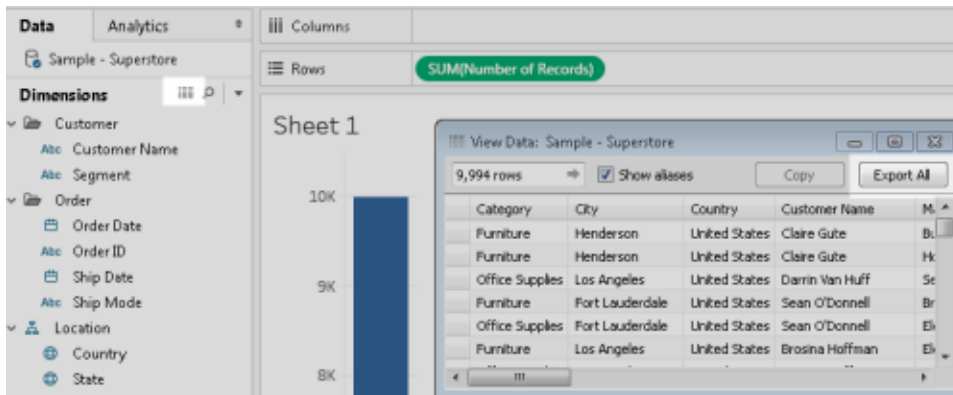 Data Analytics
Columns
Sample - Superstore
Rows SUM(Number of Records)
Dimensions
Customer
Abc Customer Name
Abc Segment
Order
Order Date
Abc Order ID
Ship Date
Abc Ship Mode
Location
Country
State
Sheet 1
10K
9K
8K
View Data: Sample - Superstore
9,994 rows Show aliases Copy Export All
Category City Country Customer Name
Furniture Henderson United States Claire Gute
Furniture Henderson United States Claire Gute
Office Supplies Los Angeles United States Darrin Van Huff
Furniture Fort Lauderdale United States Sean O'Donnell
Office Supplies Fort Lauderdale United States Sean O'Donnell
Furniture Los Angeles United States Brosina Hoffman